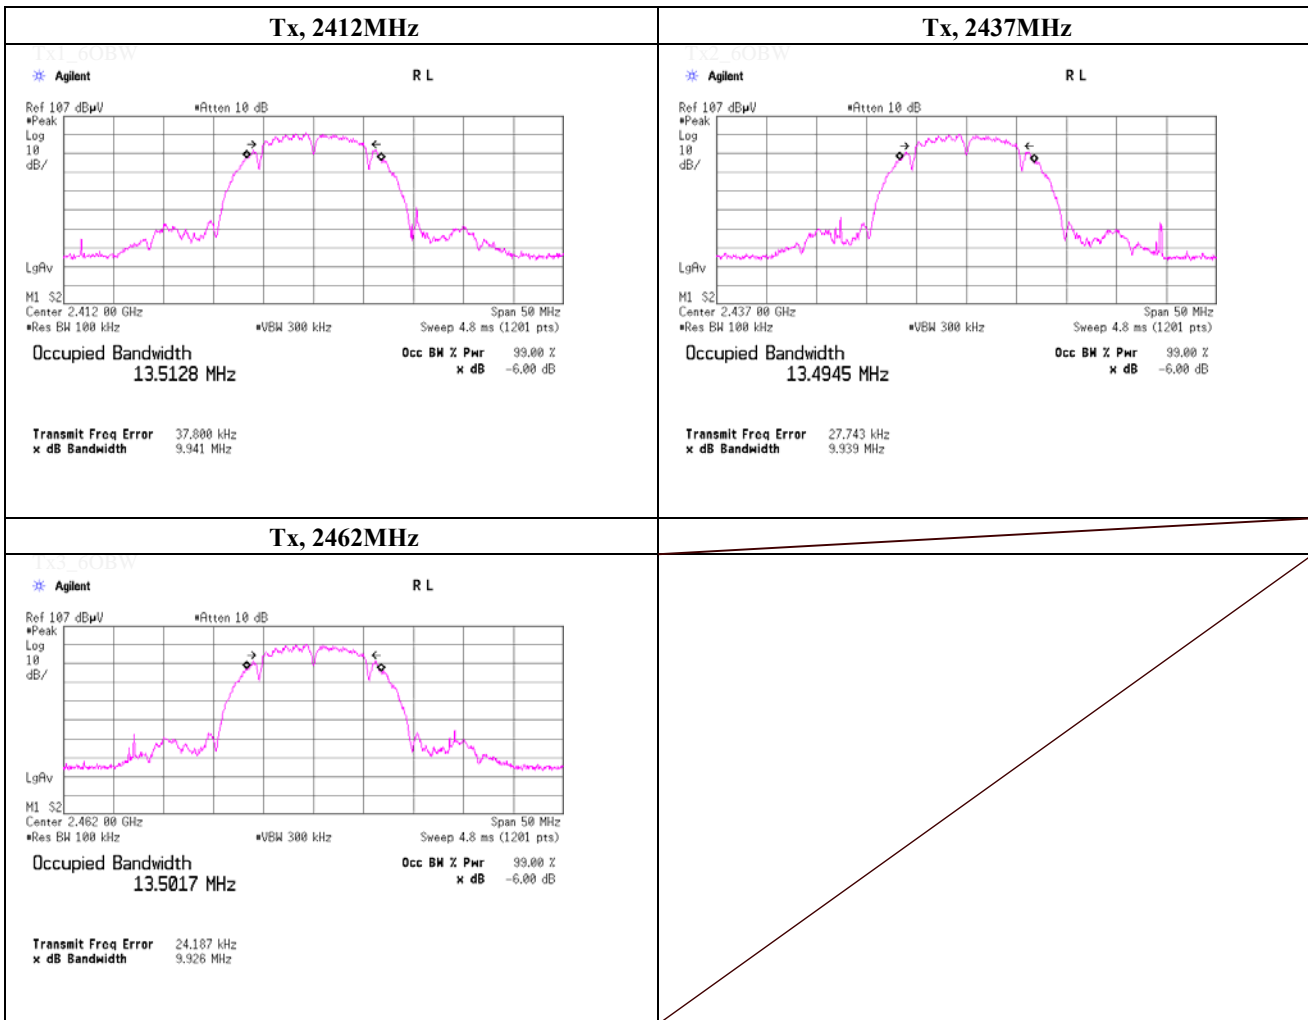 Tx, 2412MHz
Tx1_6OBW
Agilent R L
Ref 107 dBµV #Atten 10 dB
#Peak
Log
10
dB/
LgAv
M1 S2
Center 2.412 00 GHz Span 50 MHz
#Res BW 100 kHz #VBW 300 kHz Sweep 4.8 ms (1201 pts)
Occupied Bandwidth Occ BW % Pwr 99.00 %
13.5128 MHz x dB -6.00 dB
Transmit Freq Error 37.800 kHz
x dB Bandwidth 9.941 MHz
Tx, 2437MHz
Tx2_6OBW
Agilent R L
Ref 107 dBµV #Atten 10 dB
#Peak
Log
10
dB/
LgAv
M1 S2
Center 2.437 00 GHz Span 50 MHz
#Res BW 100 kHz #VBW 300 kHz Sweep 4.8 ms (1201 pts)
Occupied Bandwidth Occ BW % Pwr 99.00 %
13.4945 MHz x dB -6.00 dB
Transmit Freq Error 27.743 kHz
x dB Bandwidth 9.939 MHz
Tx, 2462MHz
Tx3_6OBW
Agilent R L
Ref 107 dBµV #Atten 10 dB
#Peak
Log
10
dB/
LgAv
M1 S2
Center 2.462 00 GHz Span 50 MHz
#Res BW 100 kHz #VBW 300 kHz Sweep 4.8 ms (1201 pts)
Occupied Bandwidth Occ BW % Pwr 99.00 %
13.5017 MHz x dB -6.00 dB
Transmit Freq Error 24.187 kHz
x dB Bandwidth 9.926 MHz